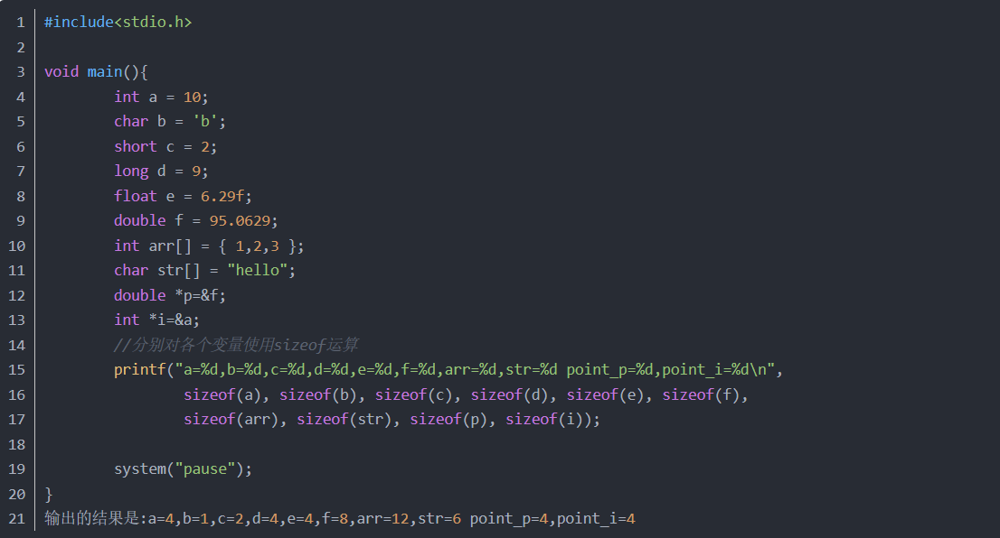 1 #include<stdio.h>
2
3 void main(){
4         int a = 10;
5         char b = 'b';
6         short c = 2;
7         long d = 9;
8         float e = 6.29f;
9         double f = 95.0629;
10         int arr[] = { 1,2,3 };
11         char str[] = "hello";
12         double *p=&f;
13         int *i=&a;
14         //分别对各个变量使用sizeof运算
15         printf("a=%d,b=%d,c=%d,d=%d,e=%d,f=%d,arr=%d,str=%d point_p=%d,point_i=%d\n",
16                 sizeof(a), sizeof(b), sizeof(c), sizeof(d), sizeof(e), sizeof(f),
17                 sizeof(arr), sizeof(str), sizeof(p), sizeof(i));
18
19         system("pause");
20 }
21 输出的结果是:a=4,b=1,c=2,d=4,e=4,f=8,arr=12,str=6 point_p=4,point_i=4